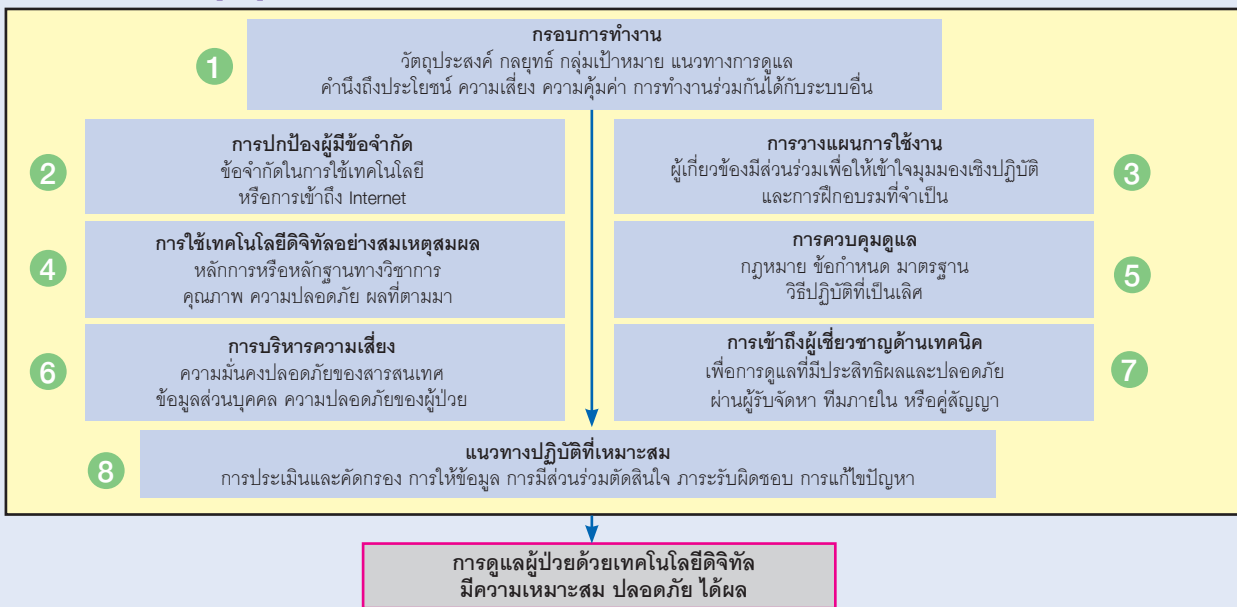 กรอบการทำงาน
1
วัตถุประสงค์ กลยุทธ์ กลุ่มเป้าหมาย แนวทางการดูแล
คำนึงถึงประโยชน์ ความเสี่ยง ความคุ้มค่า การทำงานร่วมกันได้กับระบบอื่น
2
การปกป้องผู้มีข้อจำกัด
ข้อจำกัดในการใช้เทคโนโลยี
หรือการเข้าถึง Internet
การวางแผนการใช้งาน
ผู้เกี่ยวข้องมีส่วนร่วมเพื่อให้เข้าใจมุมมองเชิงปฏิบัติ
และการฝึกอบรมที่จำเป็น
3
4
การใช้เทคโนโลยีดิจิทัลอย่างสมเหตุสมผล
หลักการหรือหลักฐานทางวิชาการ
คุณภาพ ความปลอดภัย ผลที่ตามมา
การควบคุมดูแล
กฎหมาย ข้อกำหนด มาตรฐาน
วิธีปฏิบัติที่เป็นเลิศ
5
6
การบริหารความเสี่ยง
ความมั่นคงปลอดภัยของสารสนเทศ
ข้อมูลส่วนบุคคล ความปลอดภัยของผู้ป่วย
การเข้าถึงผู้เชี่ยวชาญด้านเทคนิค
เพื่อการดูแลที่มีประสิทธิผลและปลอดภัย
ผ่านผู้รับจัดหา ทีมภายใน หรือคู่สัญญา
7
8
แนวทางปฏิบัติที่เหมาะสม
การประเมินและคัดกรอง การให้ข้อมูล การมีส่วนร่วมตัดสินใจ ภาระรับผิดชอบ การแก้ไขปัญหา
การดูแลผู้ป่วยด้วยเทคโนโลยีดิจิทัล
มีความเหมาะสม ปลอดภัย ได้ผล